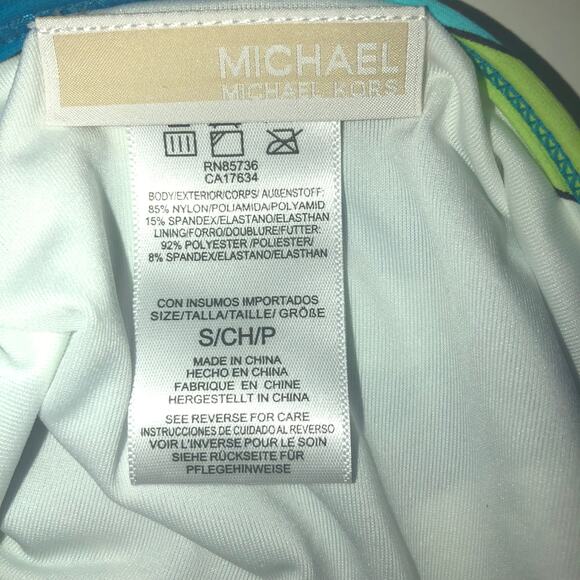 MICHAEL
MICHAEL KORS
RN85736
CA17634
BODY/EXTERIOR/CORPS/ AUßENSTOFF:
85% NYLON/POLIAMIDA/POLYAMID
15% SPANDEX/ELASTANO/ELASTHAN
LINING/FORRO/DOUBLURE/FUTTER:
92% POLYESTER /POLIESTER/
8% SPANDEX/ELASTANO/ELASTHAN
CON INSUMOS IMPORTADOS
SIZE/TALLA/TAILLE/ GRÖßE
S/CH/P
MADE IN CHINA
HECHO EN CHINA
FABRIQUE EN CHINE
HERGESTELLT IN CHINA
SEE REVERSE FOR CARE
INSTRUCCIONES DE CUIDADO AL REVERSO
VOIR L'INVERSE POUR LE SOIN
SIEHE RÜCKSEITE FÜR
PFLEGEHINWEISE